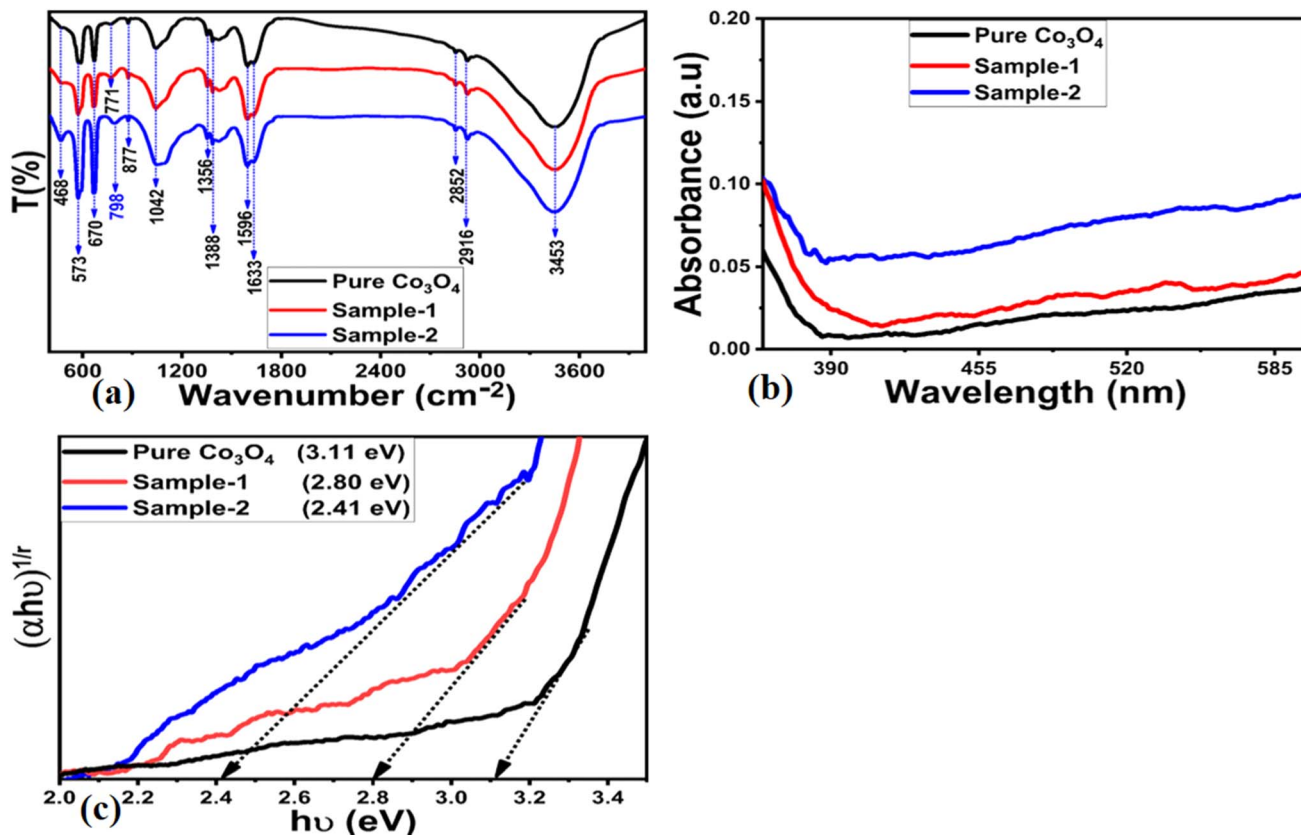 T(%)
468
573
670
771
798
877
1042
1356
1388
1596
1633
2852
2916
3453
Pure Co₃O₄
Sample-1
Sample-2
600 1200 1800 2400 3000 3600
(a) Wavenumber (cm⁻²)
Absorbance (a.u)
0.20
0.15
0.10
0.05
0.00
Pure Co₃O₄
Sample-1
Sample-2
390 455 520 585
(b) Wavelength (nm)
(αhυ)^1/r
Pure Co₃O₄ (3.11 eV)
Sample-1 (2.80 eV)
Sample-2 (2.41 eV)
2.0 2.2 2.4 2.6 2.8 3.0 3.2 3.4
(c) hυ (eV)